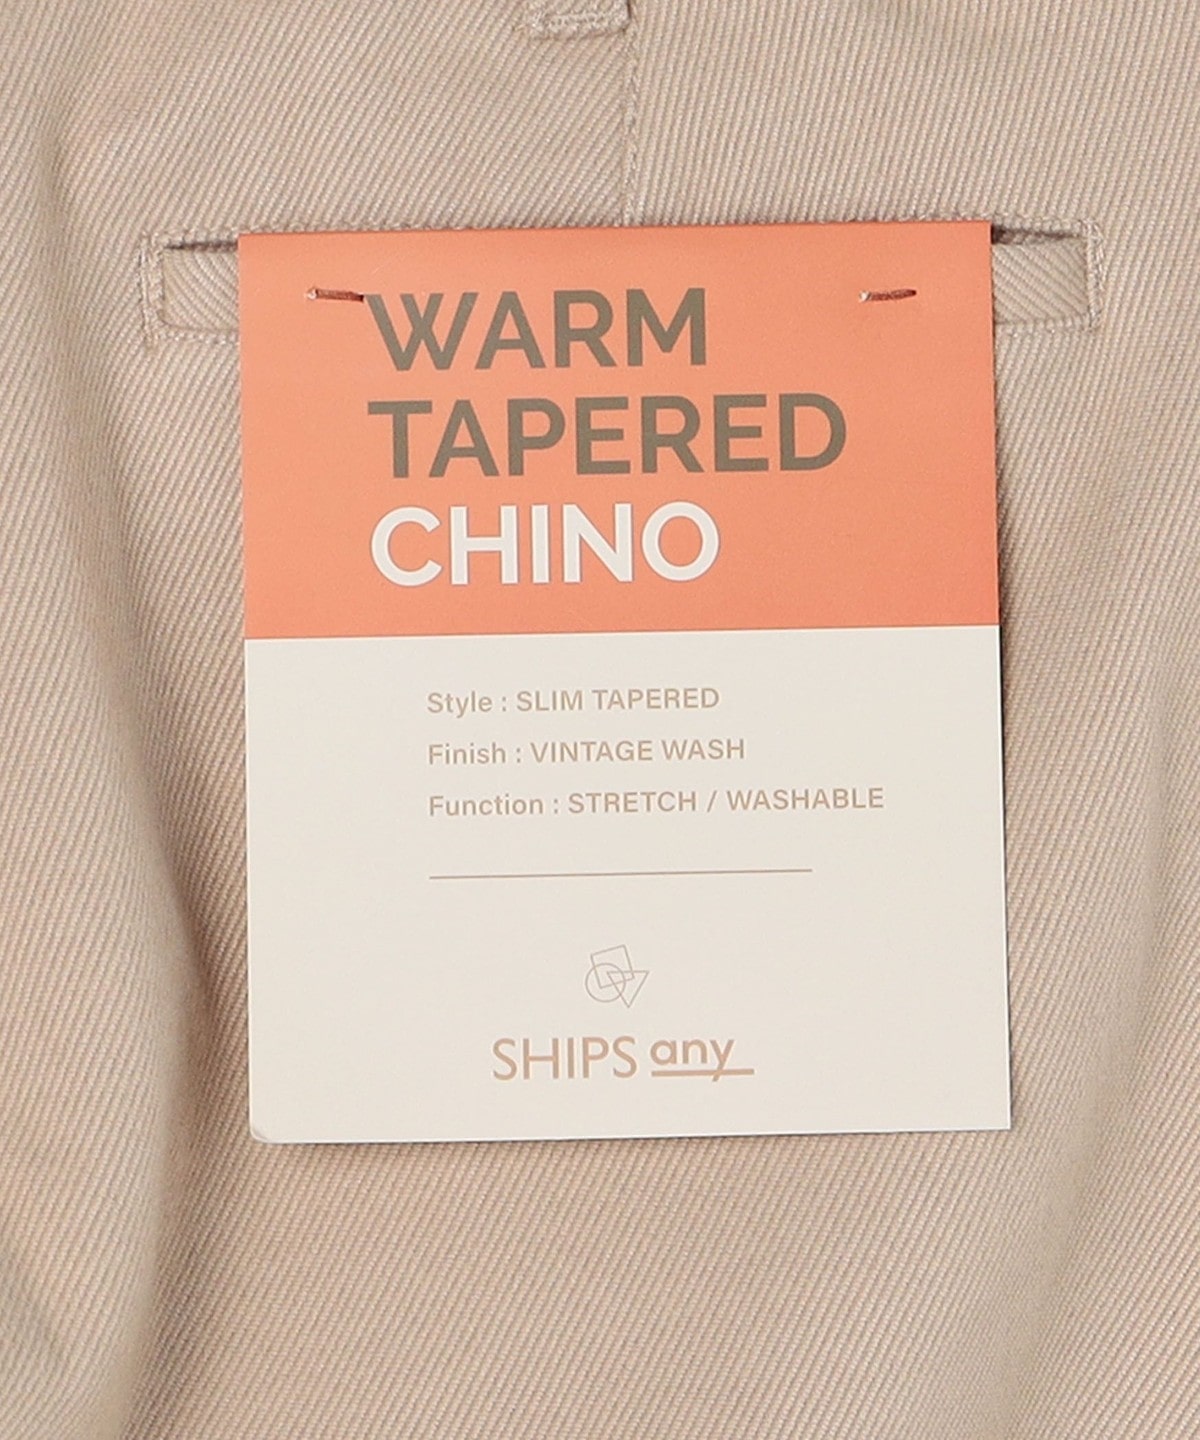 WARM
TAPERED
CHINO
Style : SLIM TAPERED
Finish : VINTAGE WASH
Function : STRETCH / WASHABLE
SHIPS any